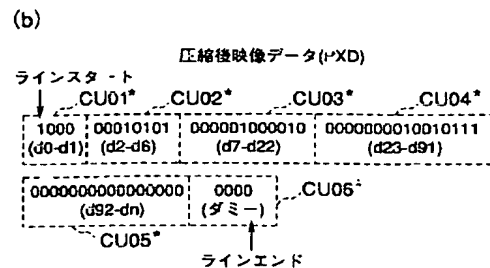 (b)
圧縮後映像データ(PXD)
ラインスタート
CU01* CU02* CU03* CU04*
1000 00010101 000001000010 0000000010010111
(d0-d1) (d2-d6) (d7-d22) (d23-d91)
0000000000000000 0000 CU06*
(d92-dn) (ダミー)
CU05*
ラインエンド